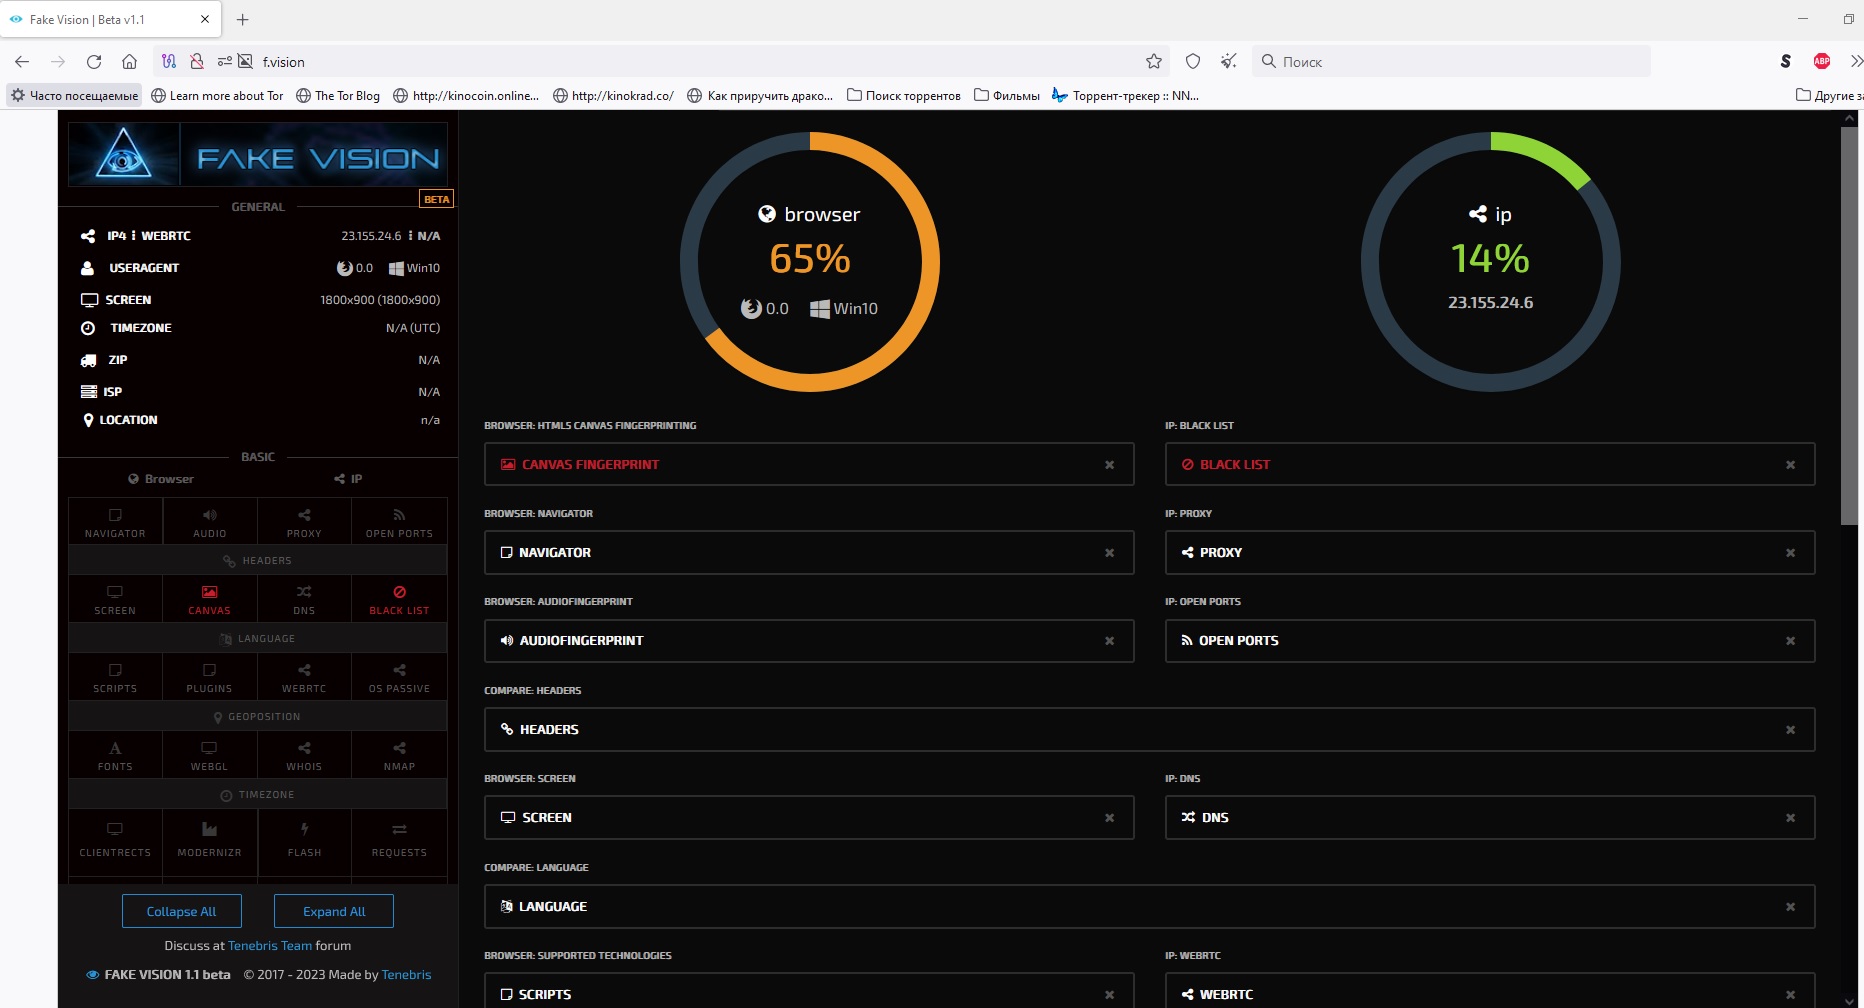 Fake Vision | Beta v1.1
f.vision
Поиск
ABP
Часто посещаемые
Learn more about Tor
The Tor Blog
http://kinocoin.online...
http://kinokrad.co/
Как приручить драко...
Поиск торрентов
Фильмы
Торрент-трекер :: NN...
Другие за
FAKE VISION
BETA
GENERAL
IP4 ⁝ WEBRTC 23.155.24.6 ⁝ N/A
USERAGENT 0.0 Win10
SCREEN 1800x900 (1800x900)
TIMEZONE N/A (UTC)
ZIP N/A
ISP N/A
LOCATION n/a
BASIC
Browser IP
NAVIGATOR AUDIO PROXY OPEN PORTS
HEADERS
SCREEN CANVAS DNS BLACK LIST
LANGUAGE
SCRIPTS PLUGINS WEBRTC OS PASSIVE
GEOPOSITION
FONTS WEBGL WHOIS NMAP
TIMEZONE
CLIENTRECTS MODERNIZR FLASH REQUESTS
Collapse All Expand All
Discuss at Tenebris Team forum
FAKE VISION 1.1 beta © 2017 - 2023 Made by Tenebris
browser
65%
0.0 Win10
ip
14%
23.155.24.6
BROWSER: HTML5 CANVAS FINGERPRINTING
CANVAS FINGERPRINT
IP: BLACK LIST
BLACK LIST
BROWSER: NAVIGATOR
NAVIGATOR
IP: PROXY
PROXY
BROWSER: AUDIOFINGERPRINT
AUDIOFINGERPRINT
IP: OPEN PORTS
OPEN PORTS
COMPARE: HEADERS
HEADERS
BROWSER: SCREEN
SCREEN
IP: DNS
DNS
COMPARE: LANGUAGE
LANGUAGE
BROWSER: SUPPORTED TECHNOLOGIES
SCRIPTS
IP: WEBRTC
WEBRTC